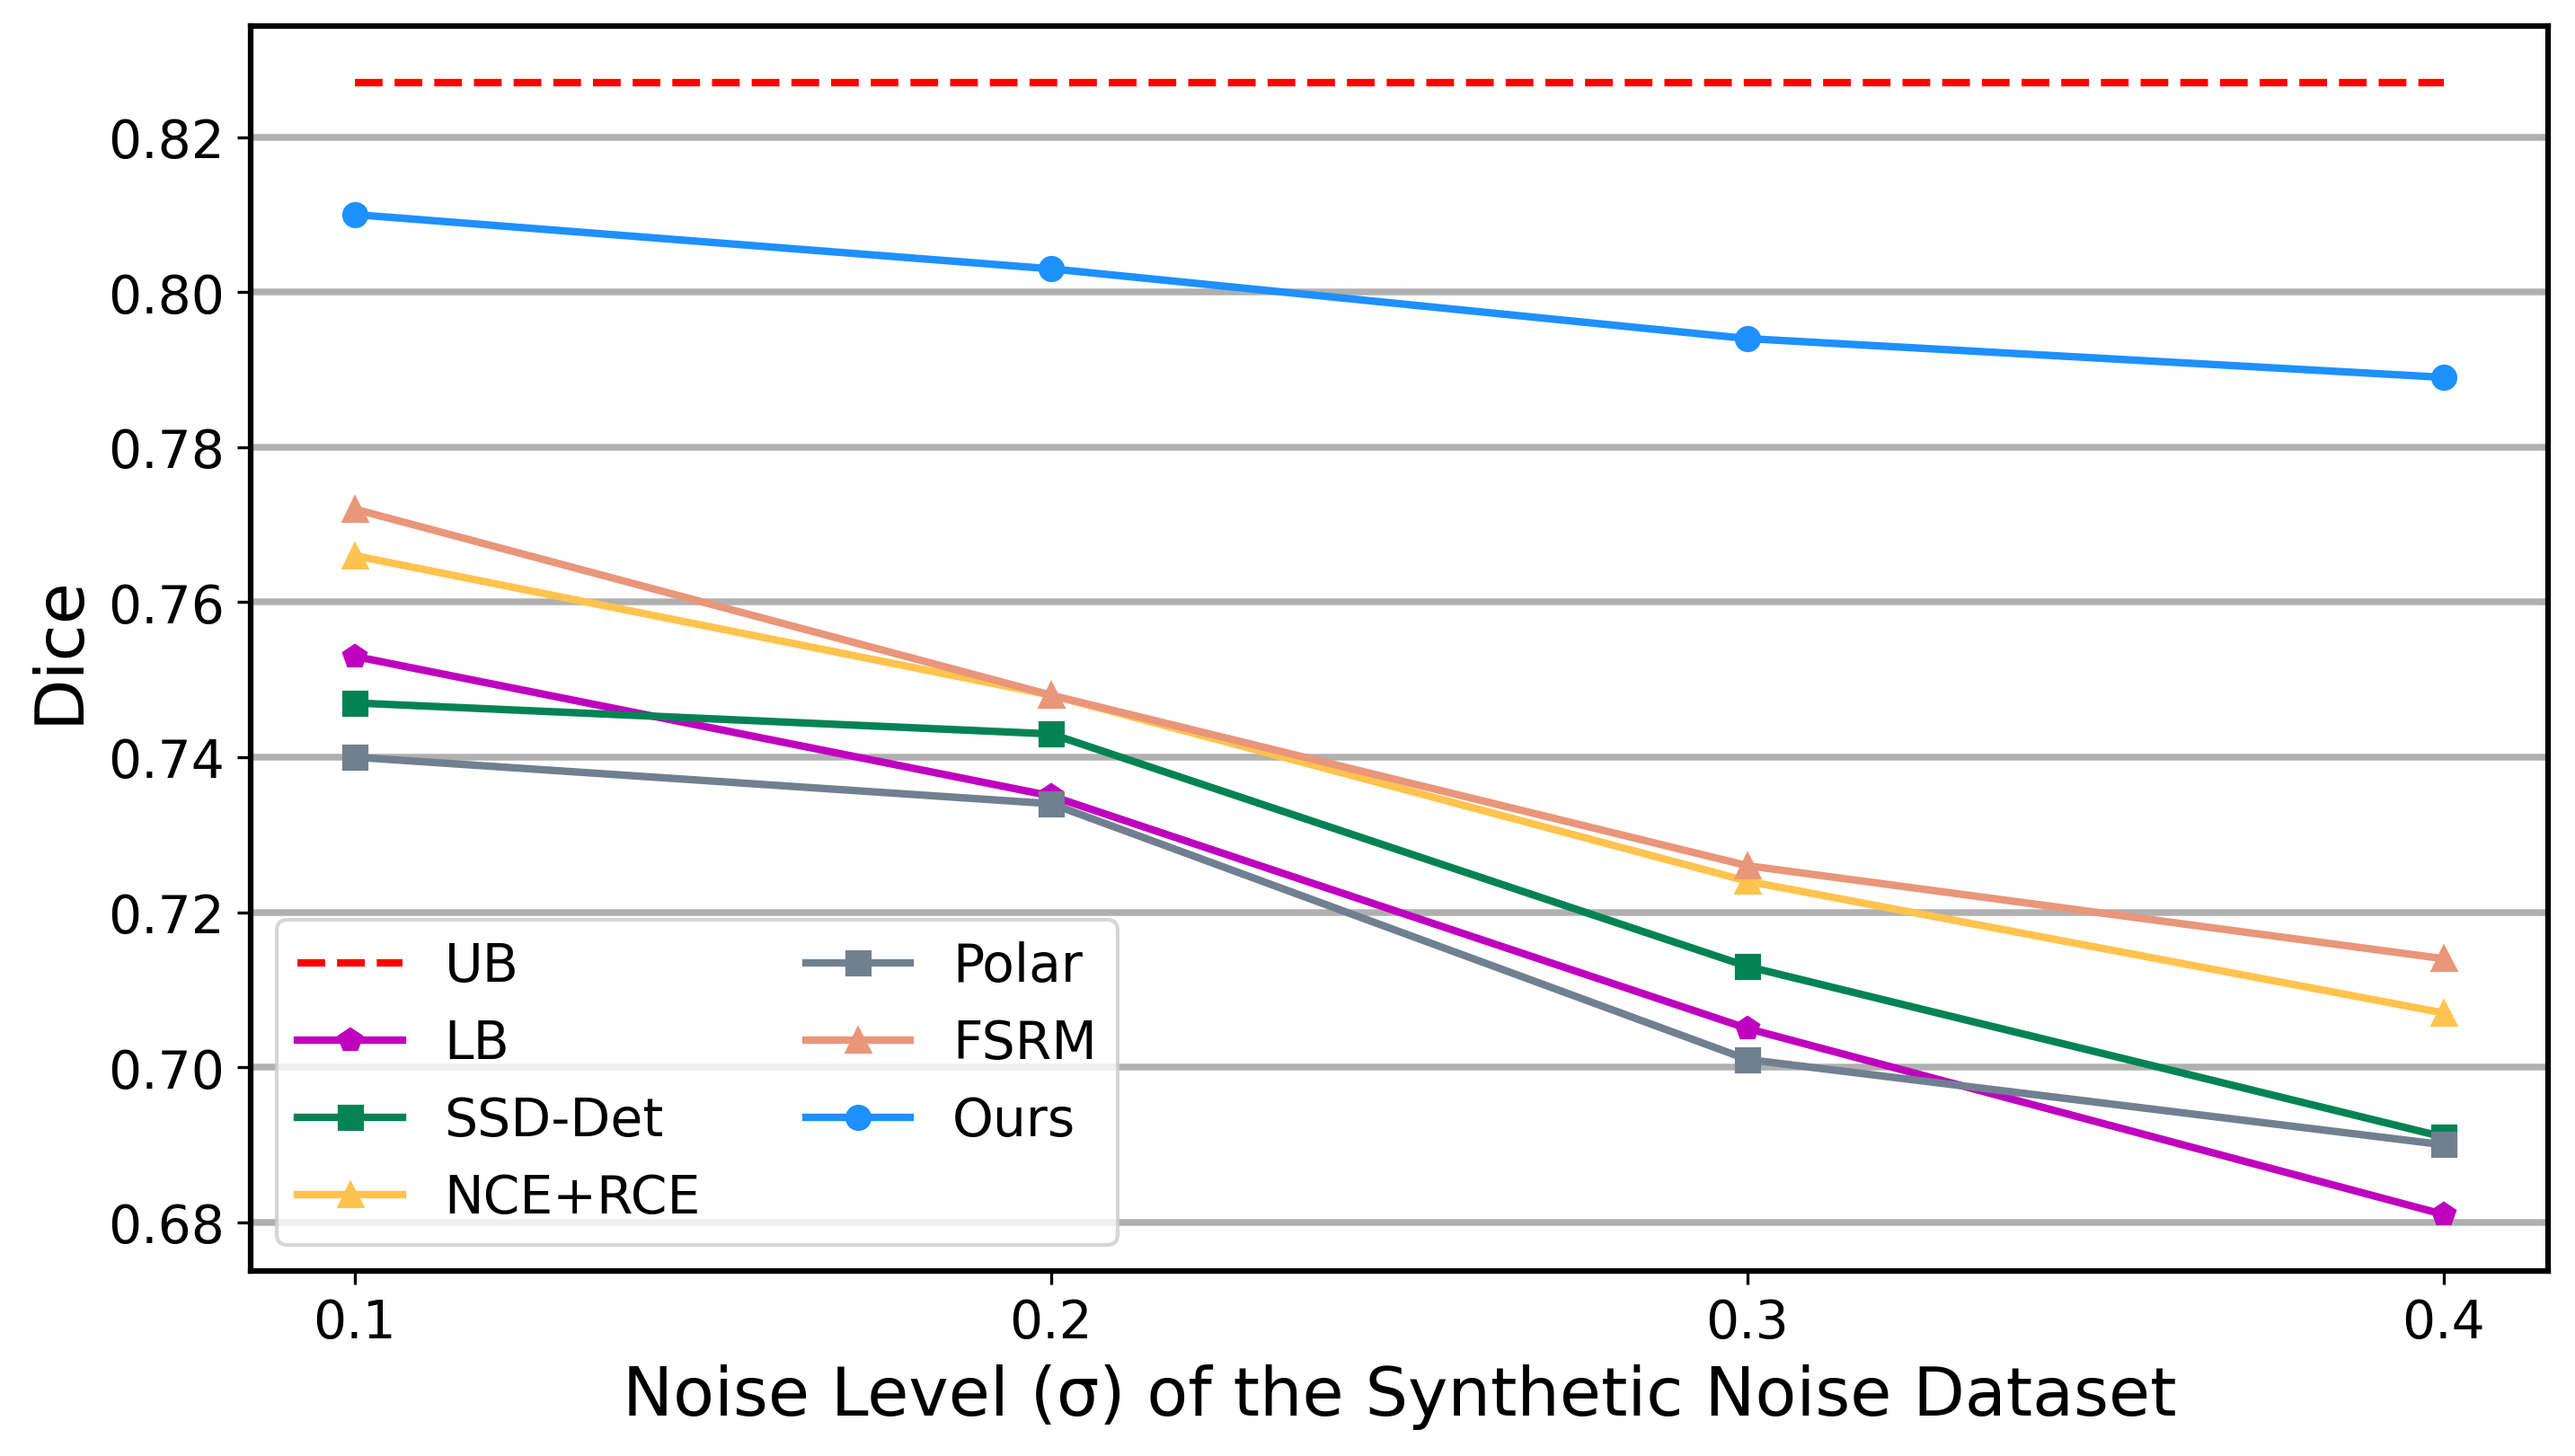 0.82
0.80
0.78
0.76
0.74
0.72
0.70
0.68
Dice
UB
LB
SSD-Det
NCE+RCE
Polar
FSRM
Ours
0.1
0.2
0.3
0.4
Noise Level (σ) of the Synthetic Noise Dataset